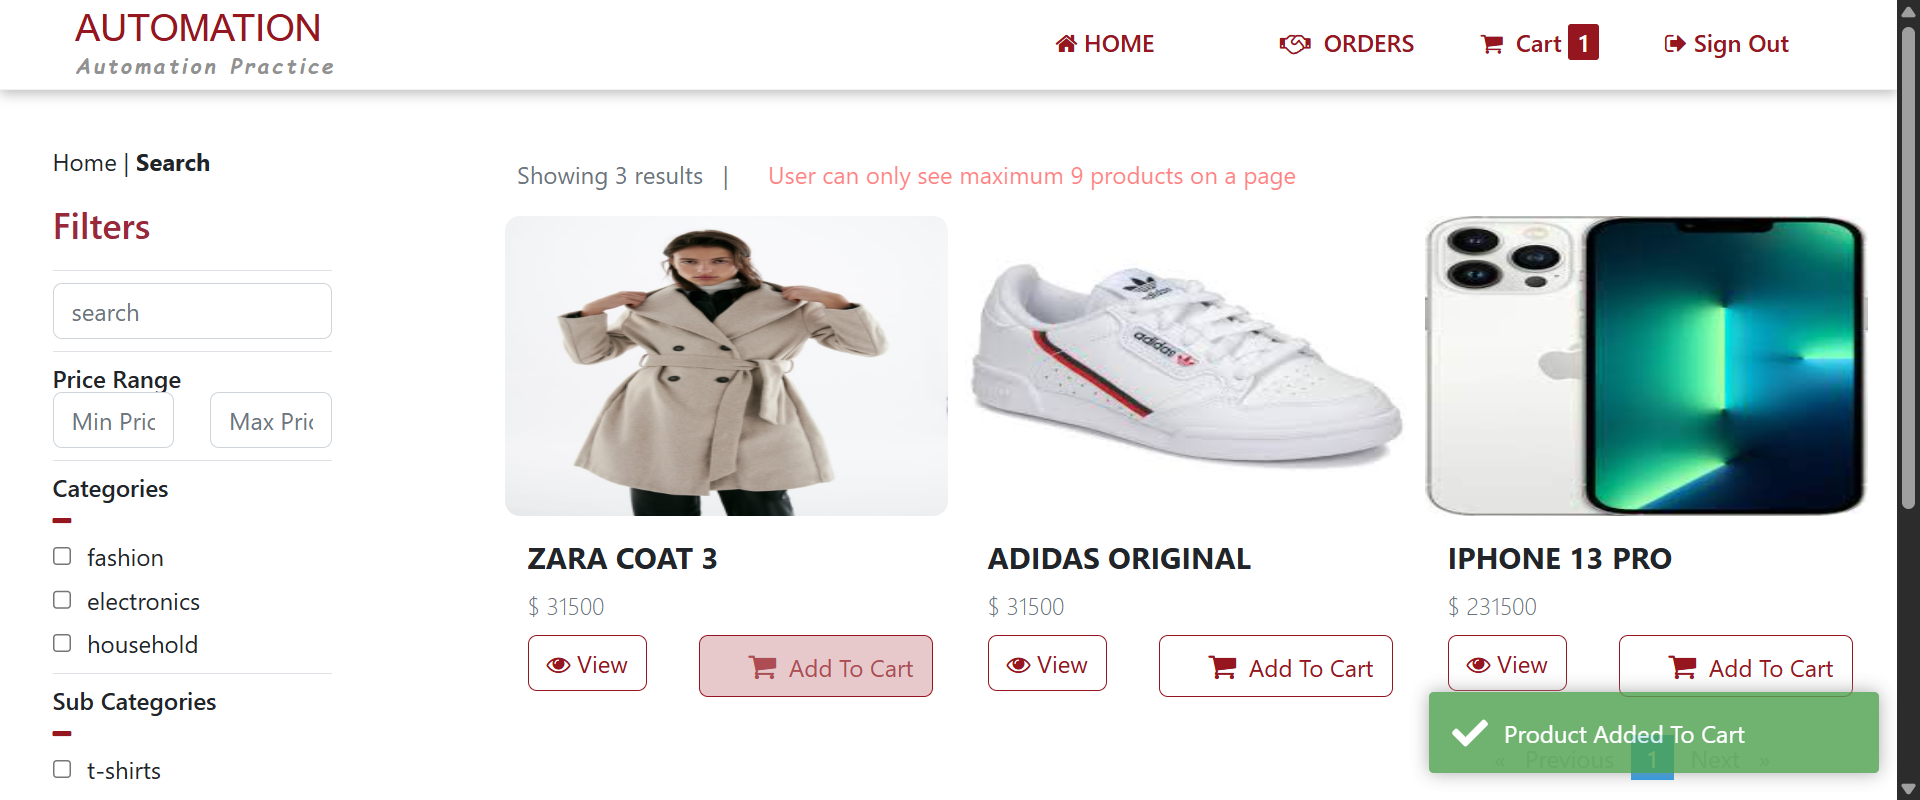 AUTOMATION
Automation Practice
HOME
ORDERS
Cart 1
Sign Out
Home | Search
Showing 3 results |
User can only see maximum 9 products on a page
Filters
search
Price Range
Min Pric
Max Pric
Categories
fashion
electronics
household
Sub Categories
t-shirts
adidas
ZARA COAT 3
$ 31500
View
Add To Cart
ADIDAS ORIGINAL
$ 31500
View
Add To Cart
IPHONE 13 PRO
$ 231500
View
Add To Cart
Product Added To Cart
« Previous 1 Next »